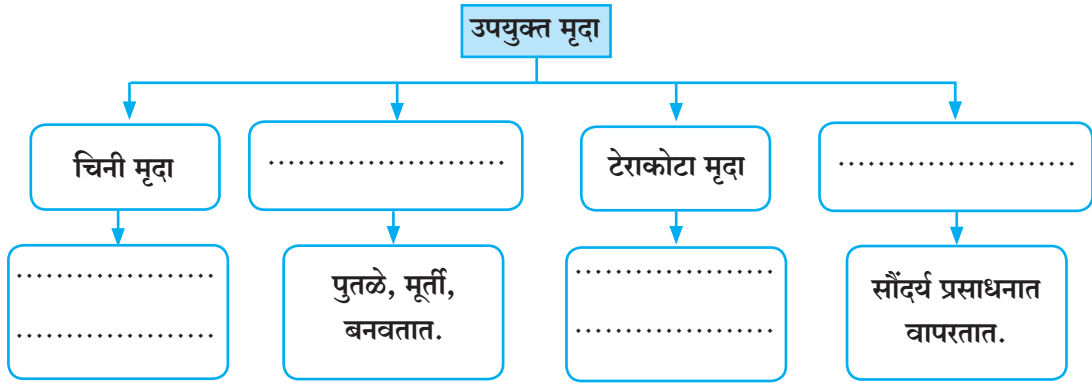 उपयुक्त मृदा
चिनी मृदा
........................
टेराकोटा मृदा
........................
....................
....................
पुतळे, मूर्ती,
बनवतात.
....................
....................
सौंदर्य प्रसाधनात
वापरतात.